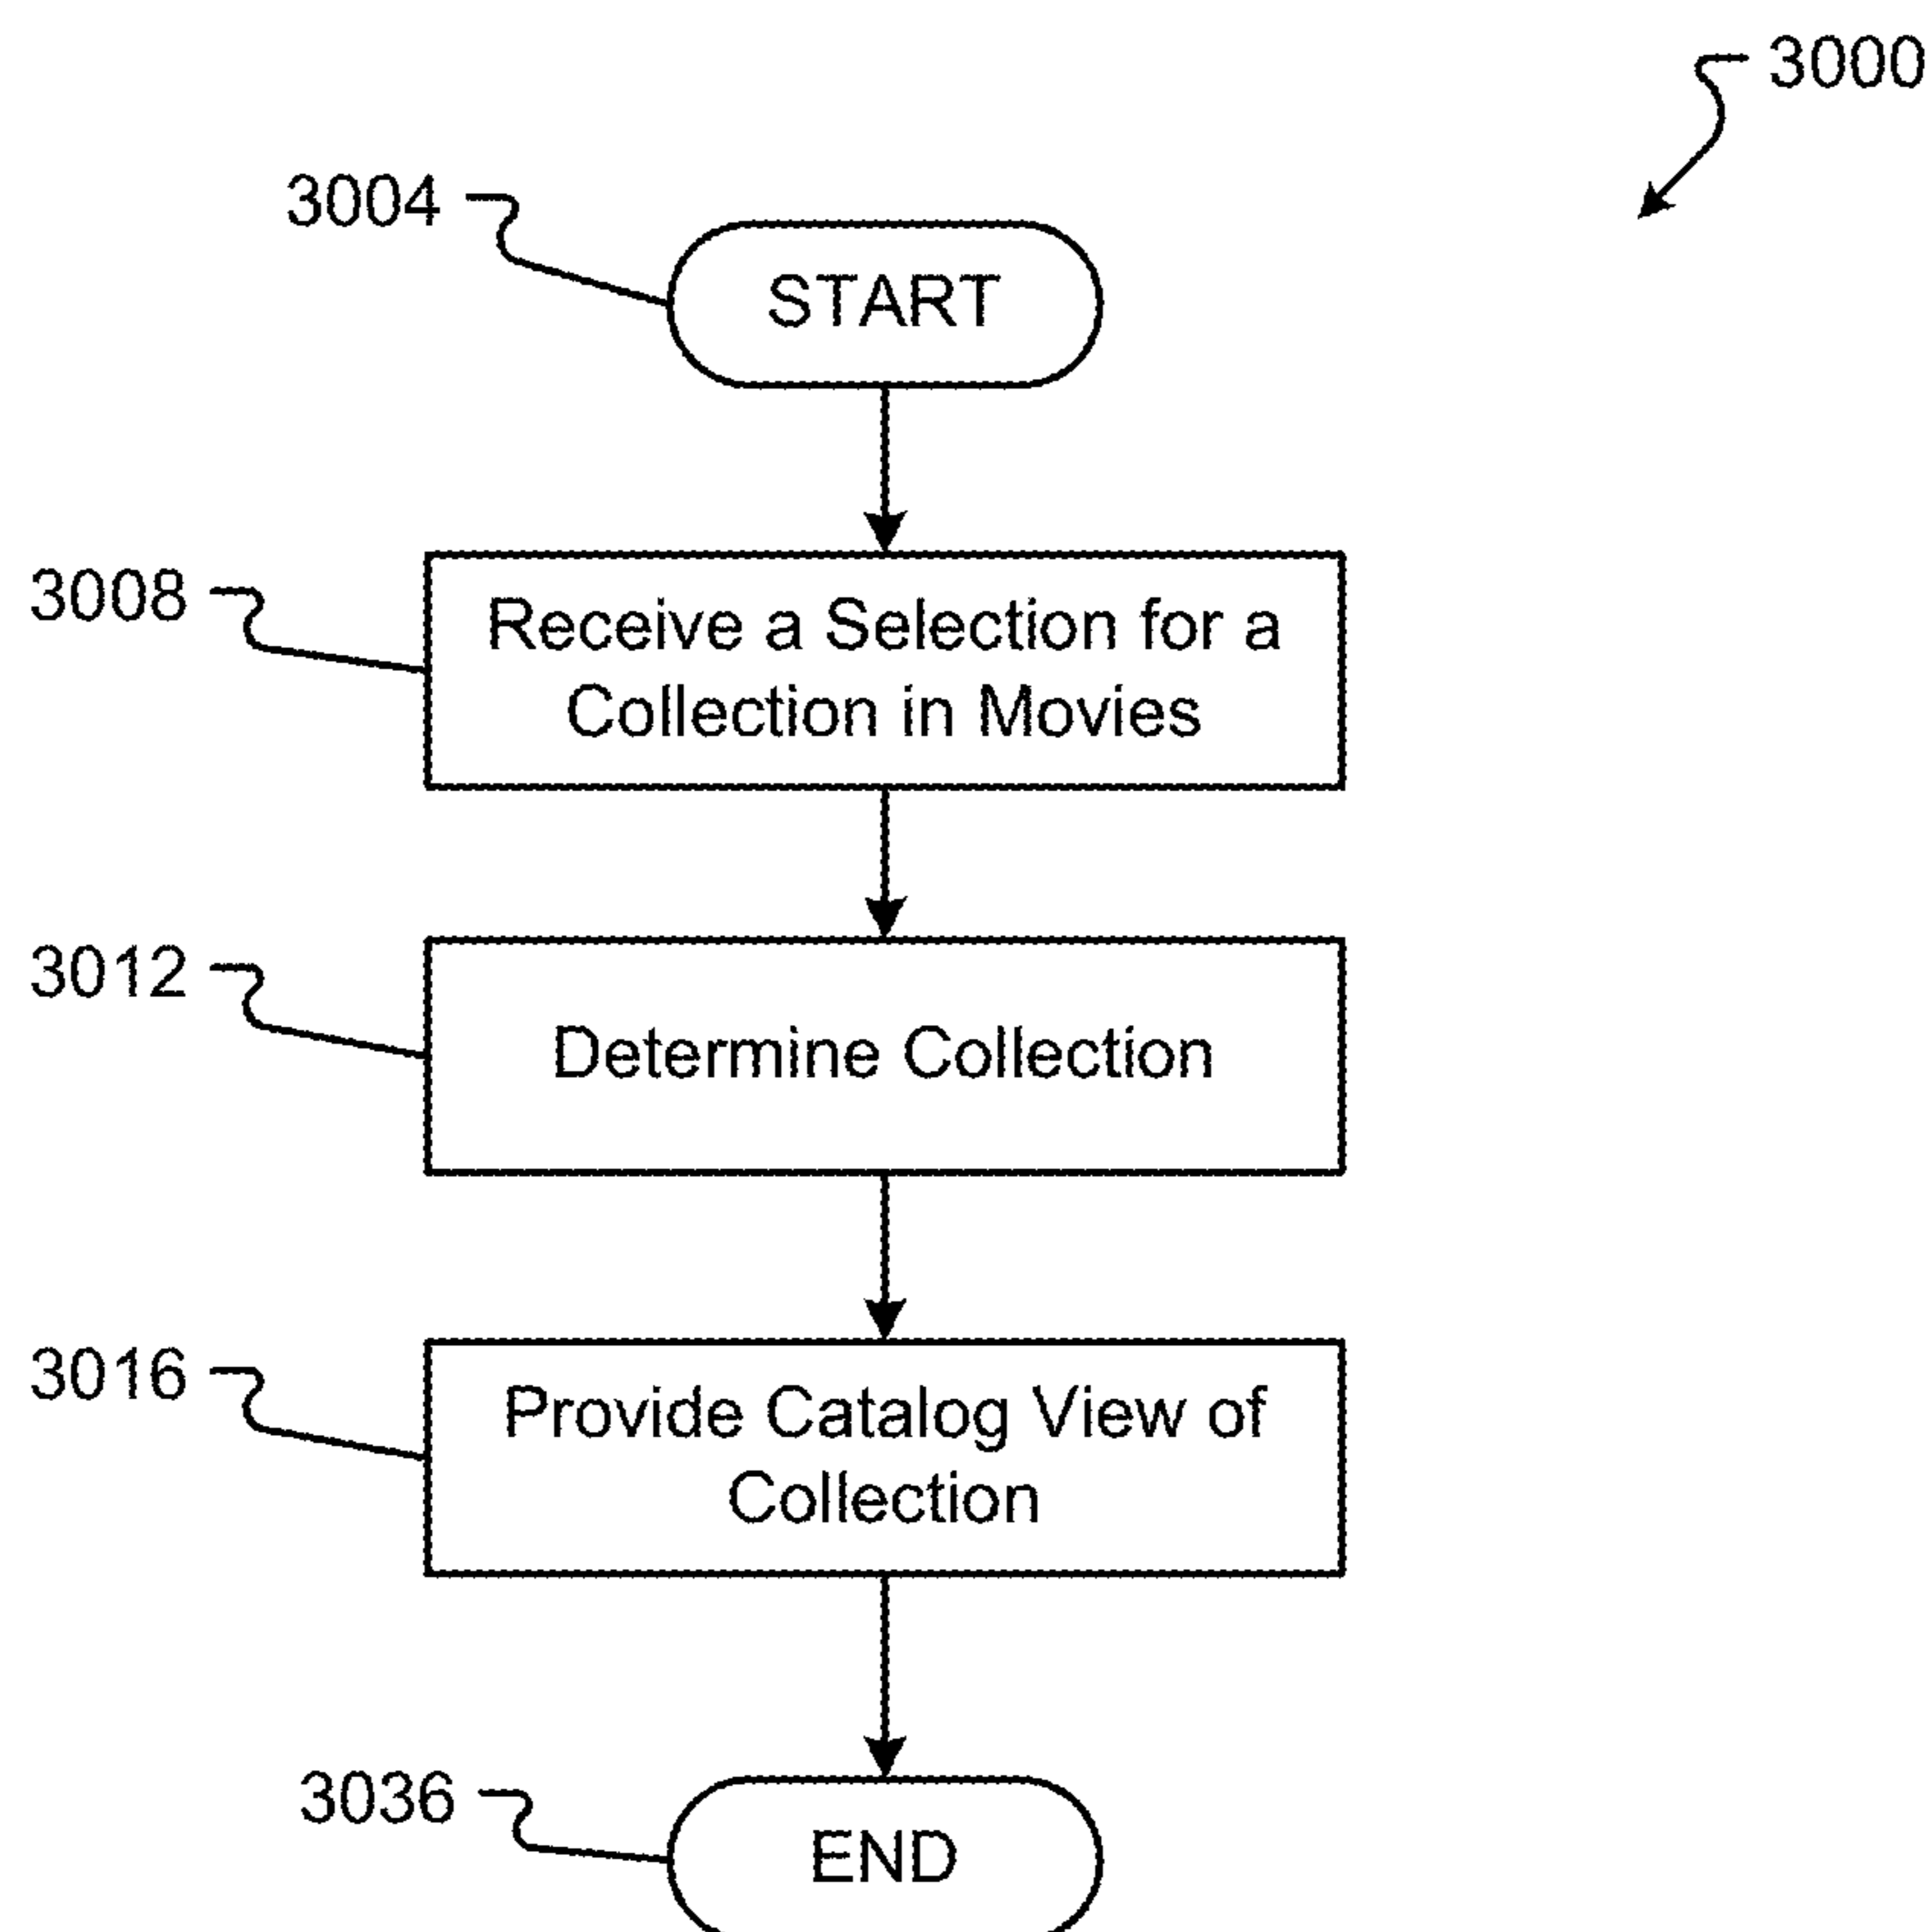 3000
3004
START
3008
Receive a Selection for a
Collection in Movies
3012
Determine Collection
3016
Provide Catalog View of
Collection
3036
END